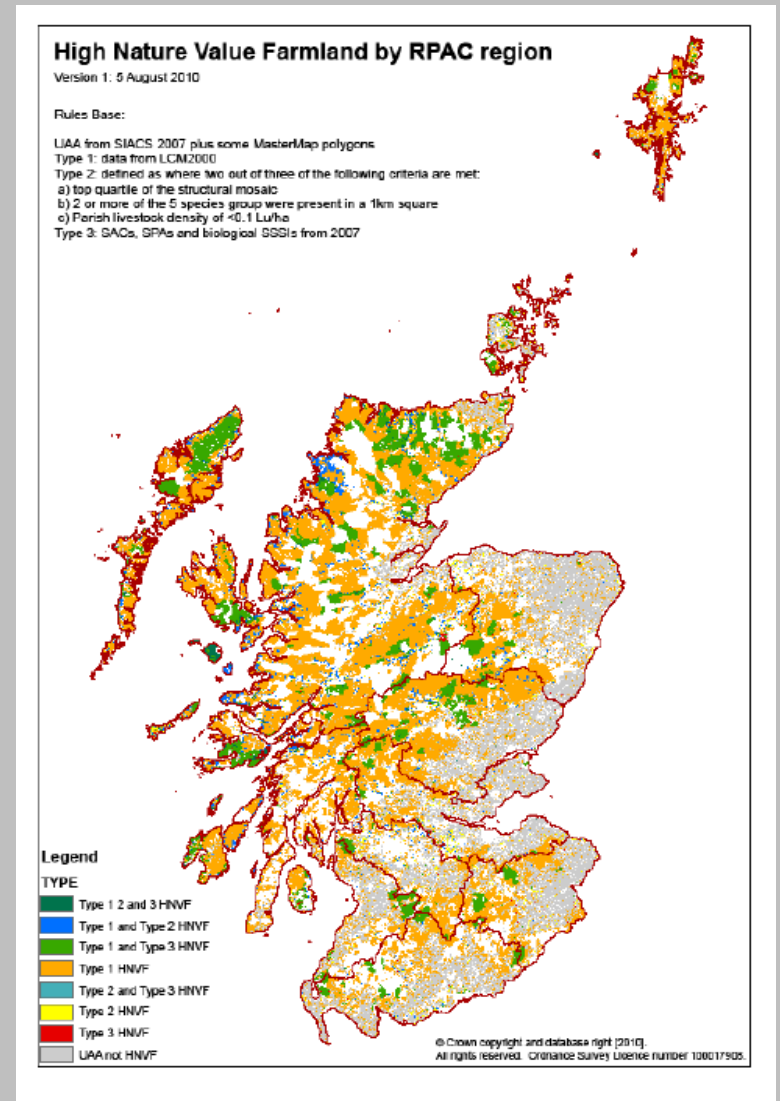 High Nature Value Farmland by RPAC region
Version 1: 5 August 2010
Rules Base:
UAA from SIACS 2007 plus some MasterMap polygons
Type 1: data from LCM2000
Type 2: defined as where two out of three of the following criteria are met:
a) top quartile of the structural mosaic
b) 2 or more of the 5 species group were present in a 1km square
c) Parish livestock density of <0.1 Lu/ha
Type 3: SACs, SPAs and biological SSSIs from 2007
Legend
TYPE
Type 1 2 and 3 HNVF
Type 1 and Type 2 HNVF
Type 1 and Type 3 HNVF
Type 1 HNVF
Type 2 and Type 3 HNVF
Type 2 HNVF
Type 3 HNVF
UAA not HNVF
© Crown copyright and database right [2010].
All rights reserved. Ordnance Survey Licence number 100017908.